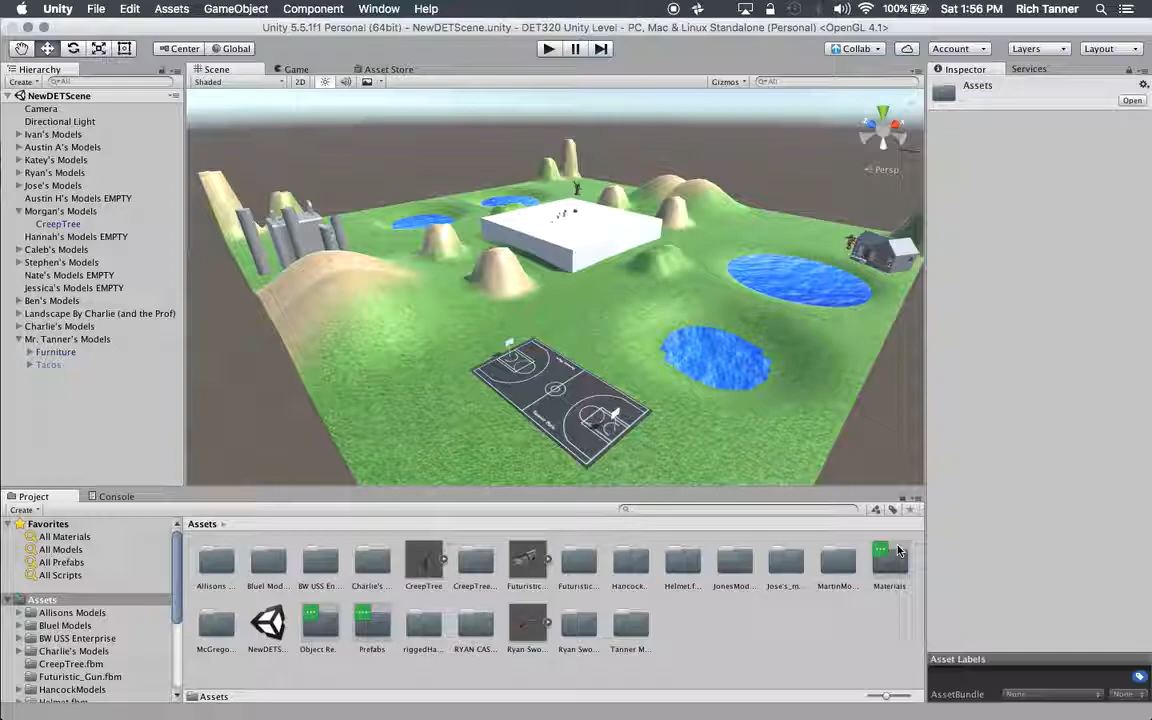 Unity File Edit Assets GameObject Component Window Help 100% Sat 1:56 PM Rich Tanner
Unity 5.5.1f1 Personal (64bit) - NewDETScene.unity - DET320 Unity Level - PC, Mac & Linux Standalone (Personal) <OpenGL 4.1>
Center Global Collab Account Layers Layout
Hierarchy Scene Game Asset Store Inspector Services
Create All Shaded 2D Gizmos All Assets
Open
NewDETScene
Camera
Directional Light
Ivan's Models
Austin A's Models
Katey's Models
Ryan's Models
Jose's Models
Austin H's Models EMPTY
Morgan's Models
CreepTree
Hannah's Models EMPTY
Caleb's Models
Stephen's Models
Nate's Models EMPTY
Jessica's Models EMPTY
Ben's Models
Landscape By Charlie (and the Prof)
Charlie's Models
Mr. Tanner's Models
Furniture
Tacos
Persp
Project Console
Create
Favorites
All Materials
All Models
All Prefabs
All Scripts
Assets
Allisons Models
Bluel Models
BW USS Enterprise
Charlie's Models
CreepTree.fbm
Futuristic_Gun.fbm
HancockModels
Helmet.fbm
Assets
Allisons ... Bluel Mod... BW USS En... Charlie's ... CreepTree CreepTree... Futuristic... Futuristic... Hancock... Helmet.f... JonesMod... Jose's_m... MartinMo... Materials
McGrego... NewDETS... Object Re.. Prefabs riggedHa... RYAN CAS... Ryan Swo... Ryan Swo... Tanner M...
Assets
Asset Labels
AssetBundle None None